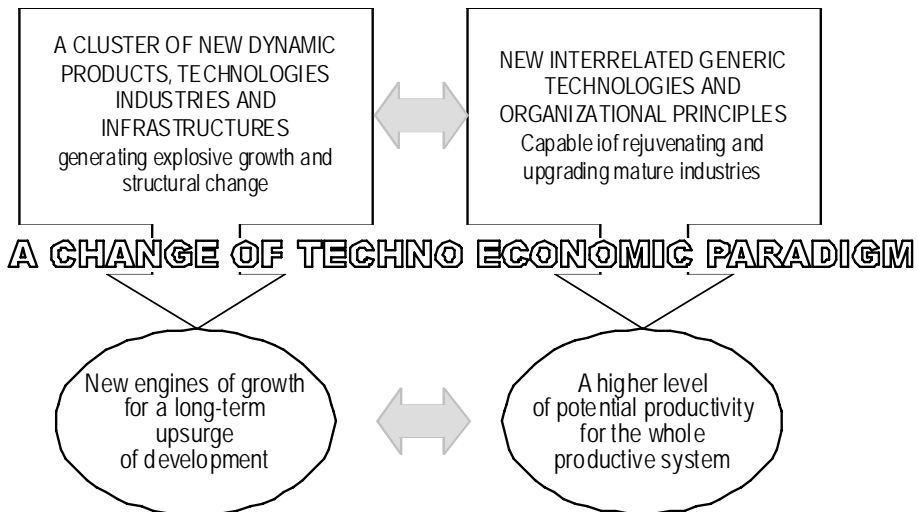 A CLUSTER OF NEW DYNAMIC
PRODUCTS, TECHNOLOGIES
INDUSTRIES AND
INFRASTRUCTURES
generating explosive growth and
structural change
NEW INTERRELATED GENERIC
TECHNOLOGIES AND
ORGANIZATIONAL PRINCIPLES
Capable iof rejuvenating and
upgrading mature industries
A CHANGE OF TECHNO ECONOMIC PARADIGM
New engines of growth
for a long-term
upsurge
of development
A higher level
of potential productivity
for the whole
productive system